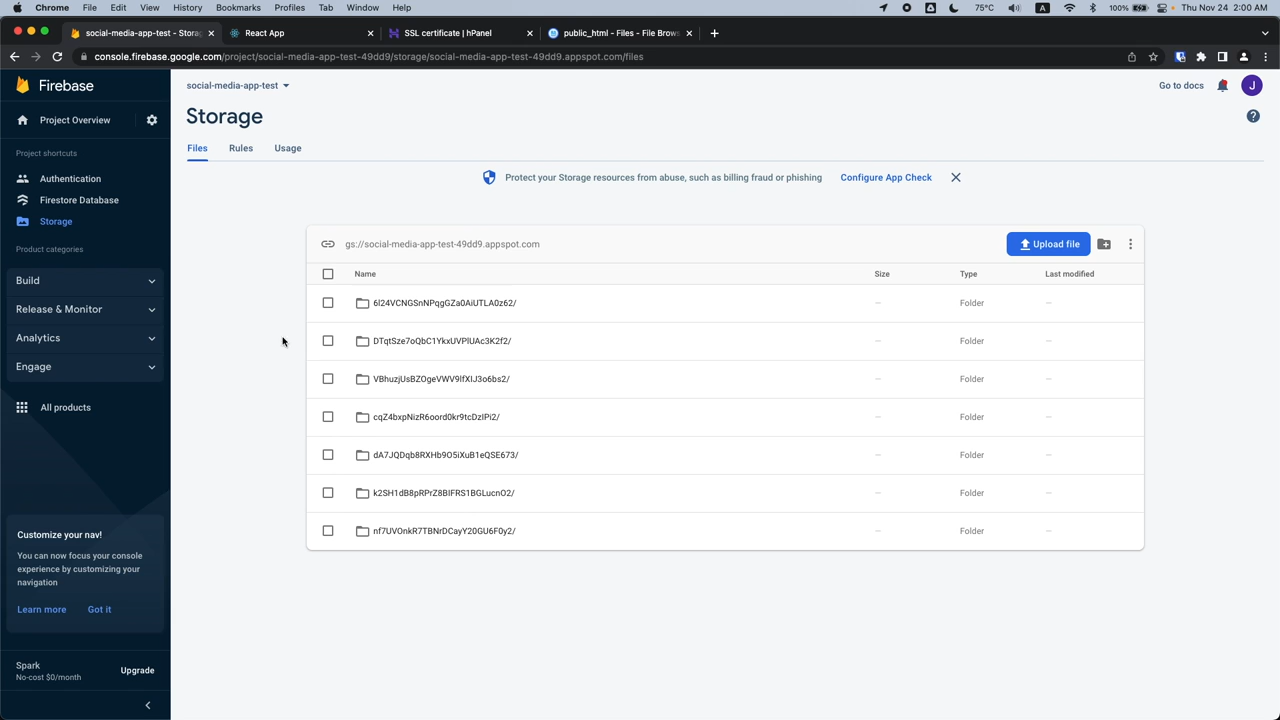 Chrome File Edit View History Bookmarks Profiles Tab Window Help 75°C A 100% Thu Nov 24 2:00 AM
social-media-app-test - Storag React App SSL certificate | hPanel public_html - Files - File Brows
console.firebase.google.com/project/social-media-app-test-49dd9/storage/social-media-app-test-49dd9.appspot.com/files
Firebase
social-media-app-test
Go to docs
J
Project Overview
Storage
Project shortcuts
Files Rules Usage
Authentication
Protect your Storage resources from abuse, such as billing fraud or phishing Configure App Check
Firestore Database
Storage
Product categories
gs://social-media-app-test-49dd9.appspot.com
Upload file
Build
Name Size Type Last modified
Release & Monitor
6l24VCNGSnNPqgGZa0AiUTLA0z62/ – Folder –
Analytics
DTqtSze7oQbC1YkxUVPlUAc3K2f2/ – Folder –
Engage
VBhuzjUsBZOgeVWV9lfXIJ3o6bs2/ – Folder –
All products
cqZ4bxpNizR6oord0kr9tcDzIPi2/ – Folder –
dA7JQDqb8RXHb9O5iXuB1eQSE673/ – Folder –
k2SH1dB8pRPrZ8BIFRS1BGLucnO2/ – Folder –
nf7UVOnkR7TBNrDCayY20GU6F0y2/ – Folder –
Customize your nav!
You can now focus your console
experience by customizing your
navigation
Learn more Got it
Spark
No-cost $0/month
Upgrade